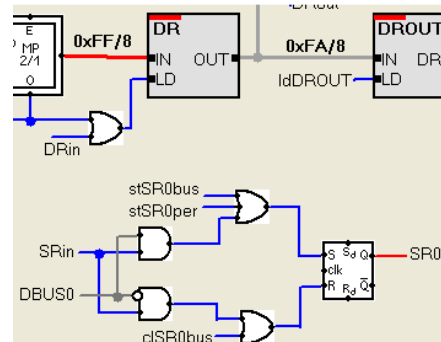 DRout
E
MP
2/1
O
0xFF/8
DR
IN
OUT
LD
0xFA/8
DROUT
IN
DR
LD
ldDROUT
DRin
stSR0bus
stSR0per
SRin
DBUS0
clSR0bus
S
Sd
Q
clk
R
Rd
Q̅
SR0